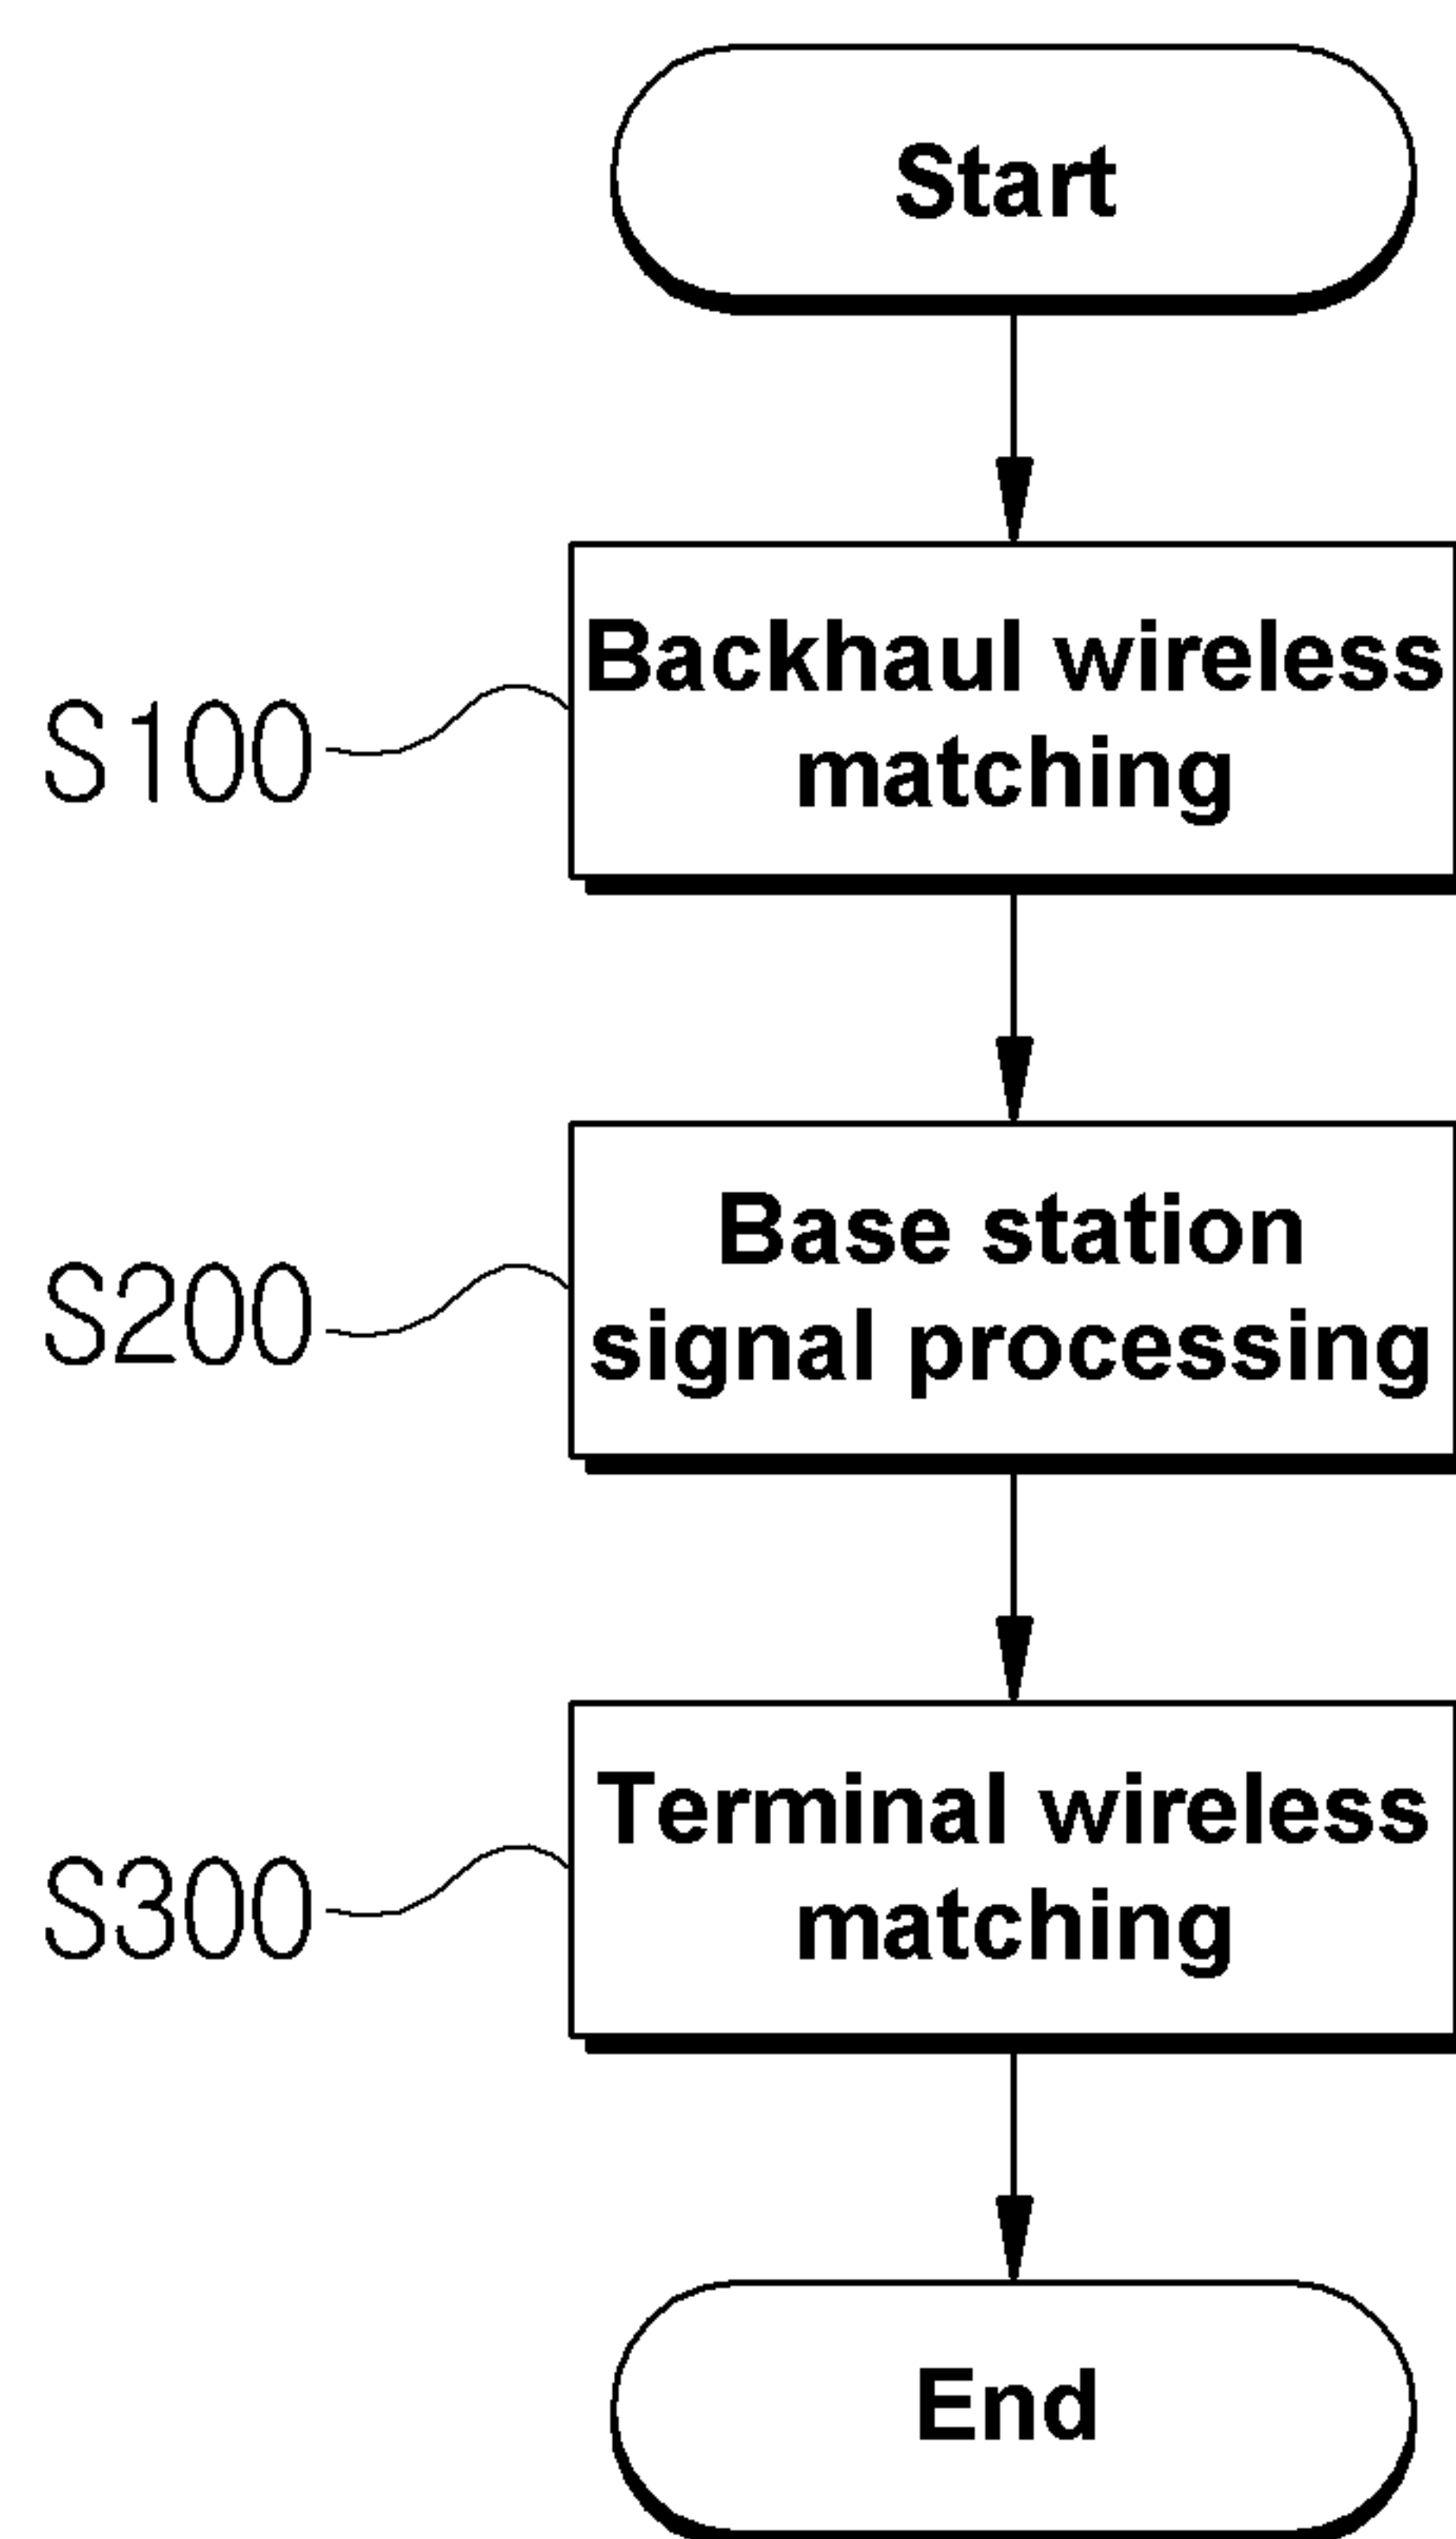 Start
S100
Backhaul wireless
matching
S200
Base station
signal processing
S300
Terminal wireless
matching
End